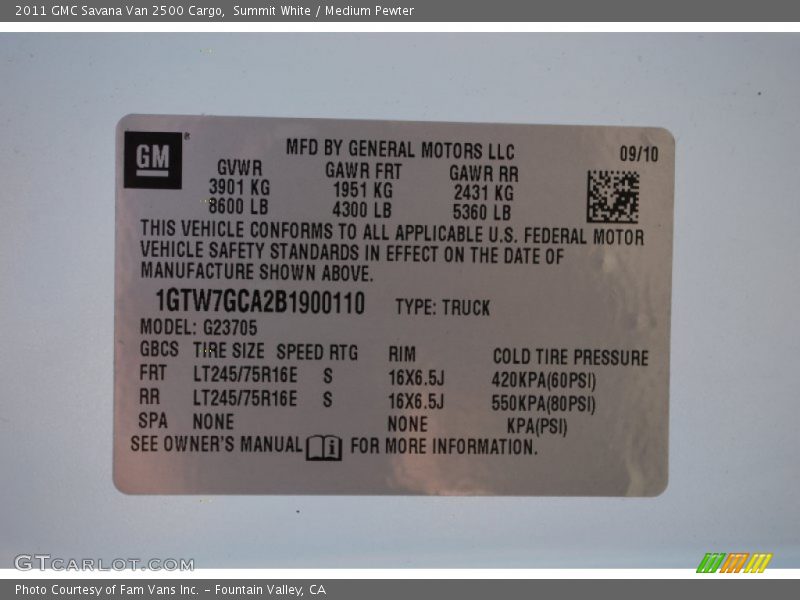 2011 GMC Savana Van 2500 Cargo, Summit White / Medium Pewter
GM®
MFD BY GENERAL MOTORS LLC 09/10
GVWR GAWR FRT GAWR RR
3901 KG 1951 KG 2431 KG
8600 LB 4300 LB 5360 LB
THIS VEHICLE CONFORMS TO ALL APPLICABLE U.S. FEDERAL MOTOR
VEHICLE SAFETY STANDARDS IN EFFECT ON THE DATE OF
MANUFACTURE SHOWN ABOVE.
1GTW7GCA2B1900110 TYPE: TRUCK
MODEL: G23705
GBCS TIRE SIZE SPEED RTG RIM COLD TIRE PRESSURE
FRT LT245/75R16E S 16X6.5J 420KPA(60PSI)
RR LT245/75R16E S 16X6.5J 550KPA(80PSI)
SPA NONE NONE KPA(PSI)
SEE OWNER'S MANUAL i FOR MORE INFORMATION.
GTCARLOT.COM
Photo Courtesy of Fam Vans Inc. - Fountain Valley, CA